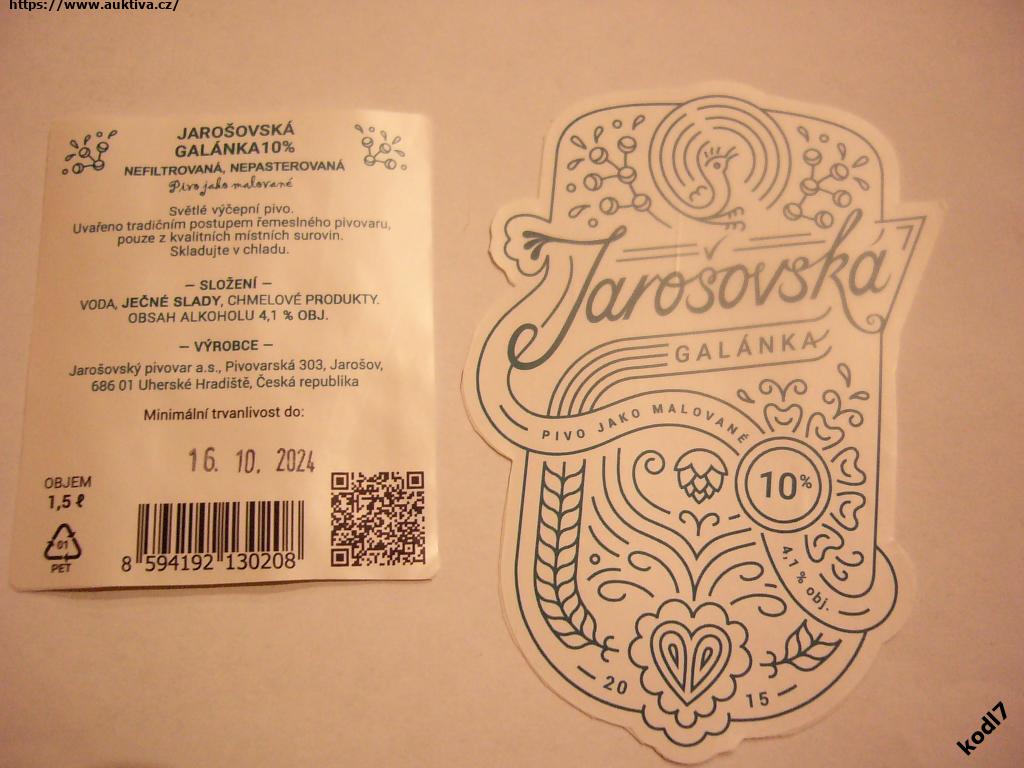 https://www.auktiva.cz/
JAROŠOVSKÁ
GALÁNKA10%
NEFILTROVANÁ, NEPASTEROVANÁ
Pivo jako malované
Světlé výčepní pivo.
Uvařeno tradičním postupem řemeslného pivovaru,
pouze z kvalitních místních surovin.
Skladujte v chladu.
– SLOŽENÍ –
VODA, JEČNÉ SLADY, CHMELOVÉ PRODUKTY.
OBSAH ALKOHOLU 4,1 % OBJ.
– VÝROBCE –
Jarošovský pivovar a.s., Pivovarská 303, Jarošov,
686 01 Uherské Hradiště, Česká republika
Minimální trvanlivost do:
16. 10. 2024
OBJEM
1,5 ℓ
01
PET
8 594192 130208
Jarošovská
GALÁNKA
PIVO JAKO MALOVANÉ
10%
4,1 % obj.
20
15
kodl7